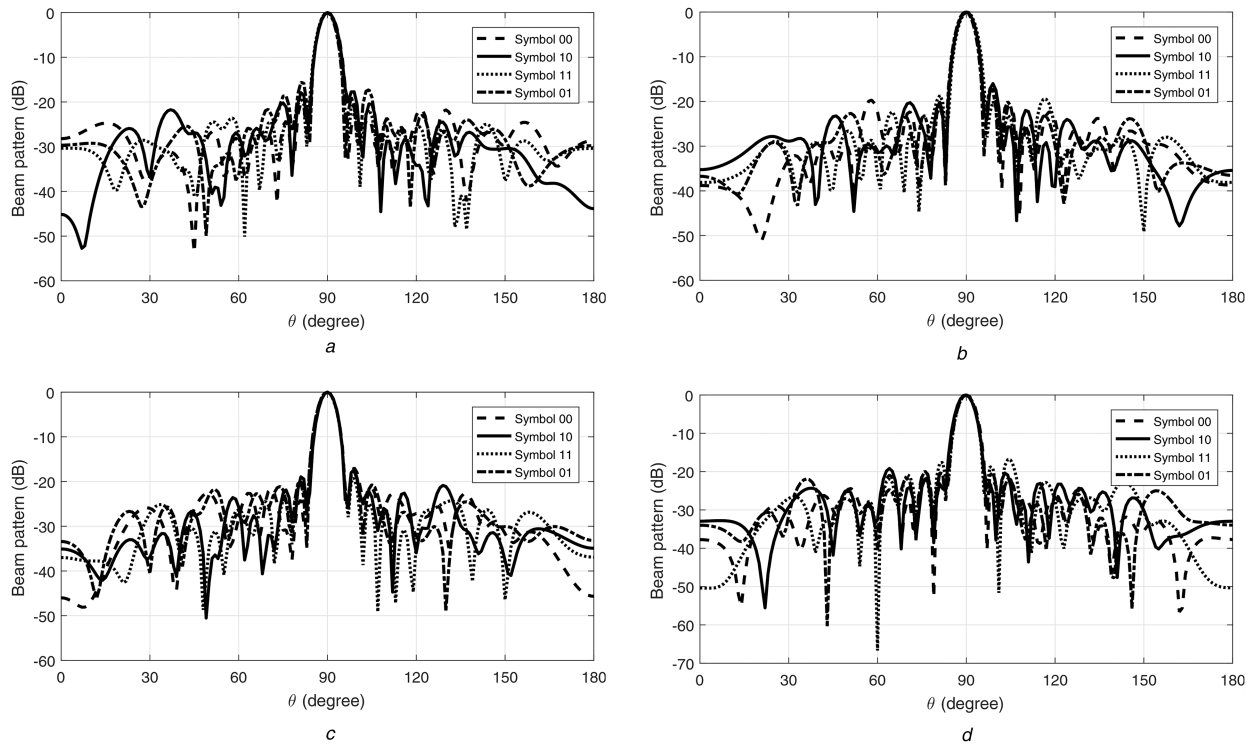 0
-10
-20
-30
-40
-50
-60
Beam pattern (dB)
Symbol 00
Symbol 10
Symbol 11
Symbol 01
0 30 60 90 120 150 180
θ (degree)
a
0
-10
-20
-30
-40
-50
-60
Beam pattern (dB)
Symbol 00
Symbol 10
Symbol 11
Symbol 01
0 30 60 90 120 150 180
θ (degree)
b
0
-10
-20
-30
-40
-50
-60
Beam pattern (dB)
Symbol 00
Symbol 10
Symbol 11
Symbol 01
0 30 60 90 120 150 180
θ (degree)
c
0
-10
-20
-30
-40
-50
-60
-70
Beam pattern (dB)
Symbol 00
Symbol 10
Symbol 11
Symbol 01
0 30 60 90 120 150 180
θ (degree)
d